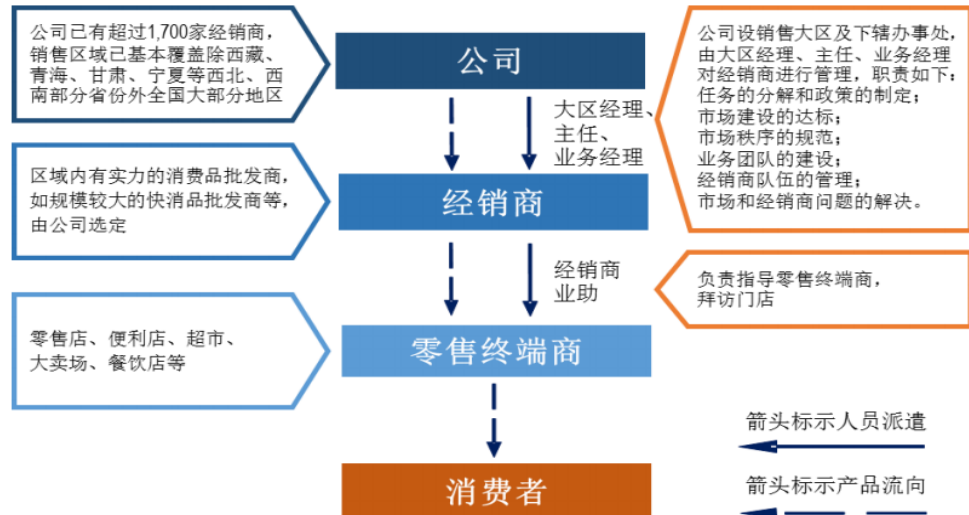 公司已有超过1,700家经销商，
销售区域已基本覆盖除西藏、
青海、甘肃、宁夏等西北、西
南部分省份外全国大部分地区
公司
公司设销售大区及下辖办事处，
由大区经理、主任、业务经理
对经销商进行管理，职责如下：
任务的分解和政策的制定；
市场建设的达标；
市场秩序的规范；
业务团队的建设；
经销商队伍的管理；
市场和经销商问题的解决。
大区经理、
主任、
业务经理
区域内有实力的消费品批发商，
如规模较大的快消品批发商等，
由公司选定
经销商
经销商
业助
负责指导零售终端商，
拜访门店
零售店、便利店、超市、
大卖场、餐饮店等
零售终端商
消费者
箭头标示人员派遣
箭头标示产品流向